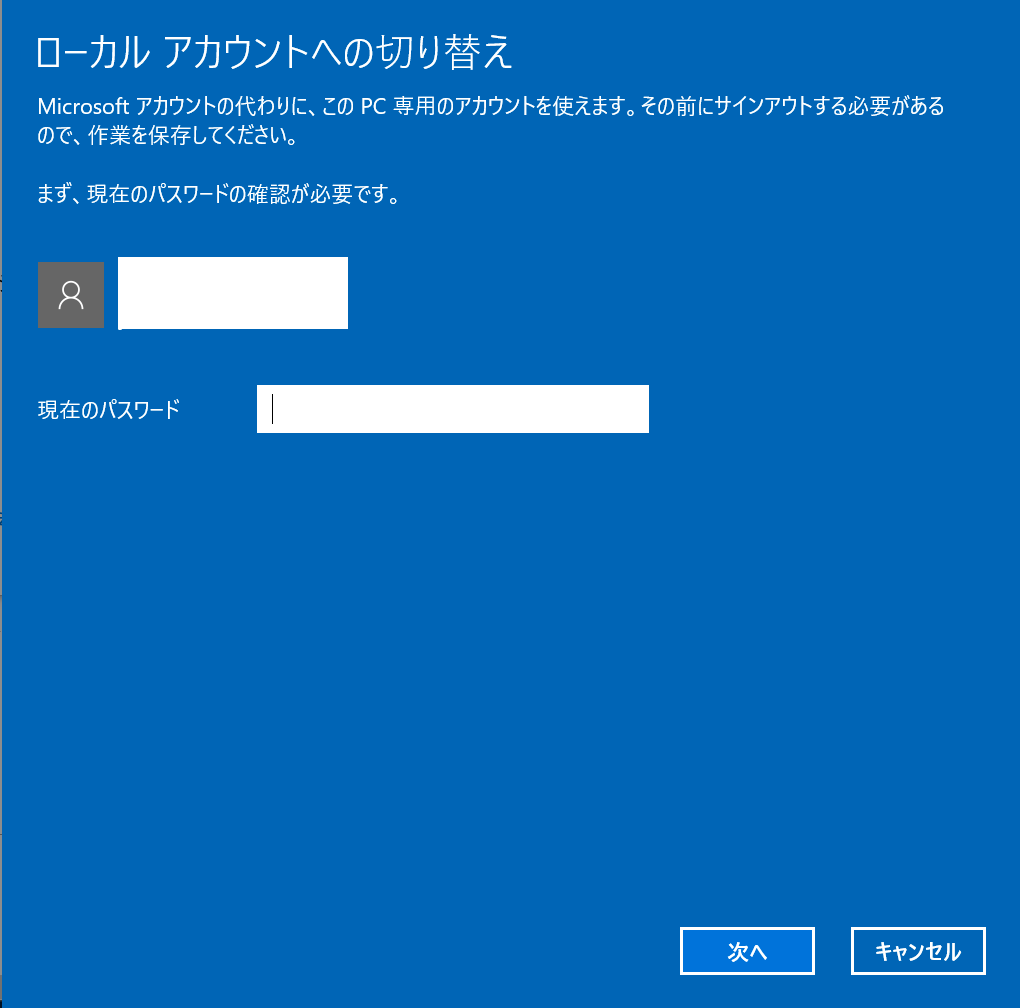 ローカル アカウントへの切り替え
Microsoft アカウントの代わりに、この PC 専用のアカウントを使えます。その前にサインアウトする必要がある
ので、作業を保存してください。
まず、現在のパスワードの確認が必要です。
現在のパスワード
次へ
キャンセル